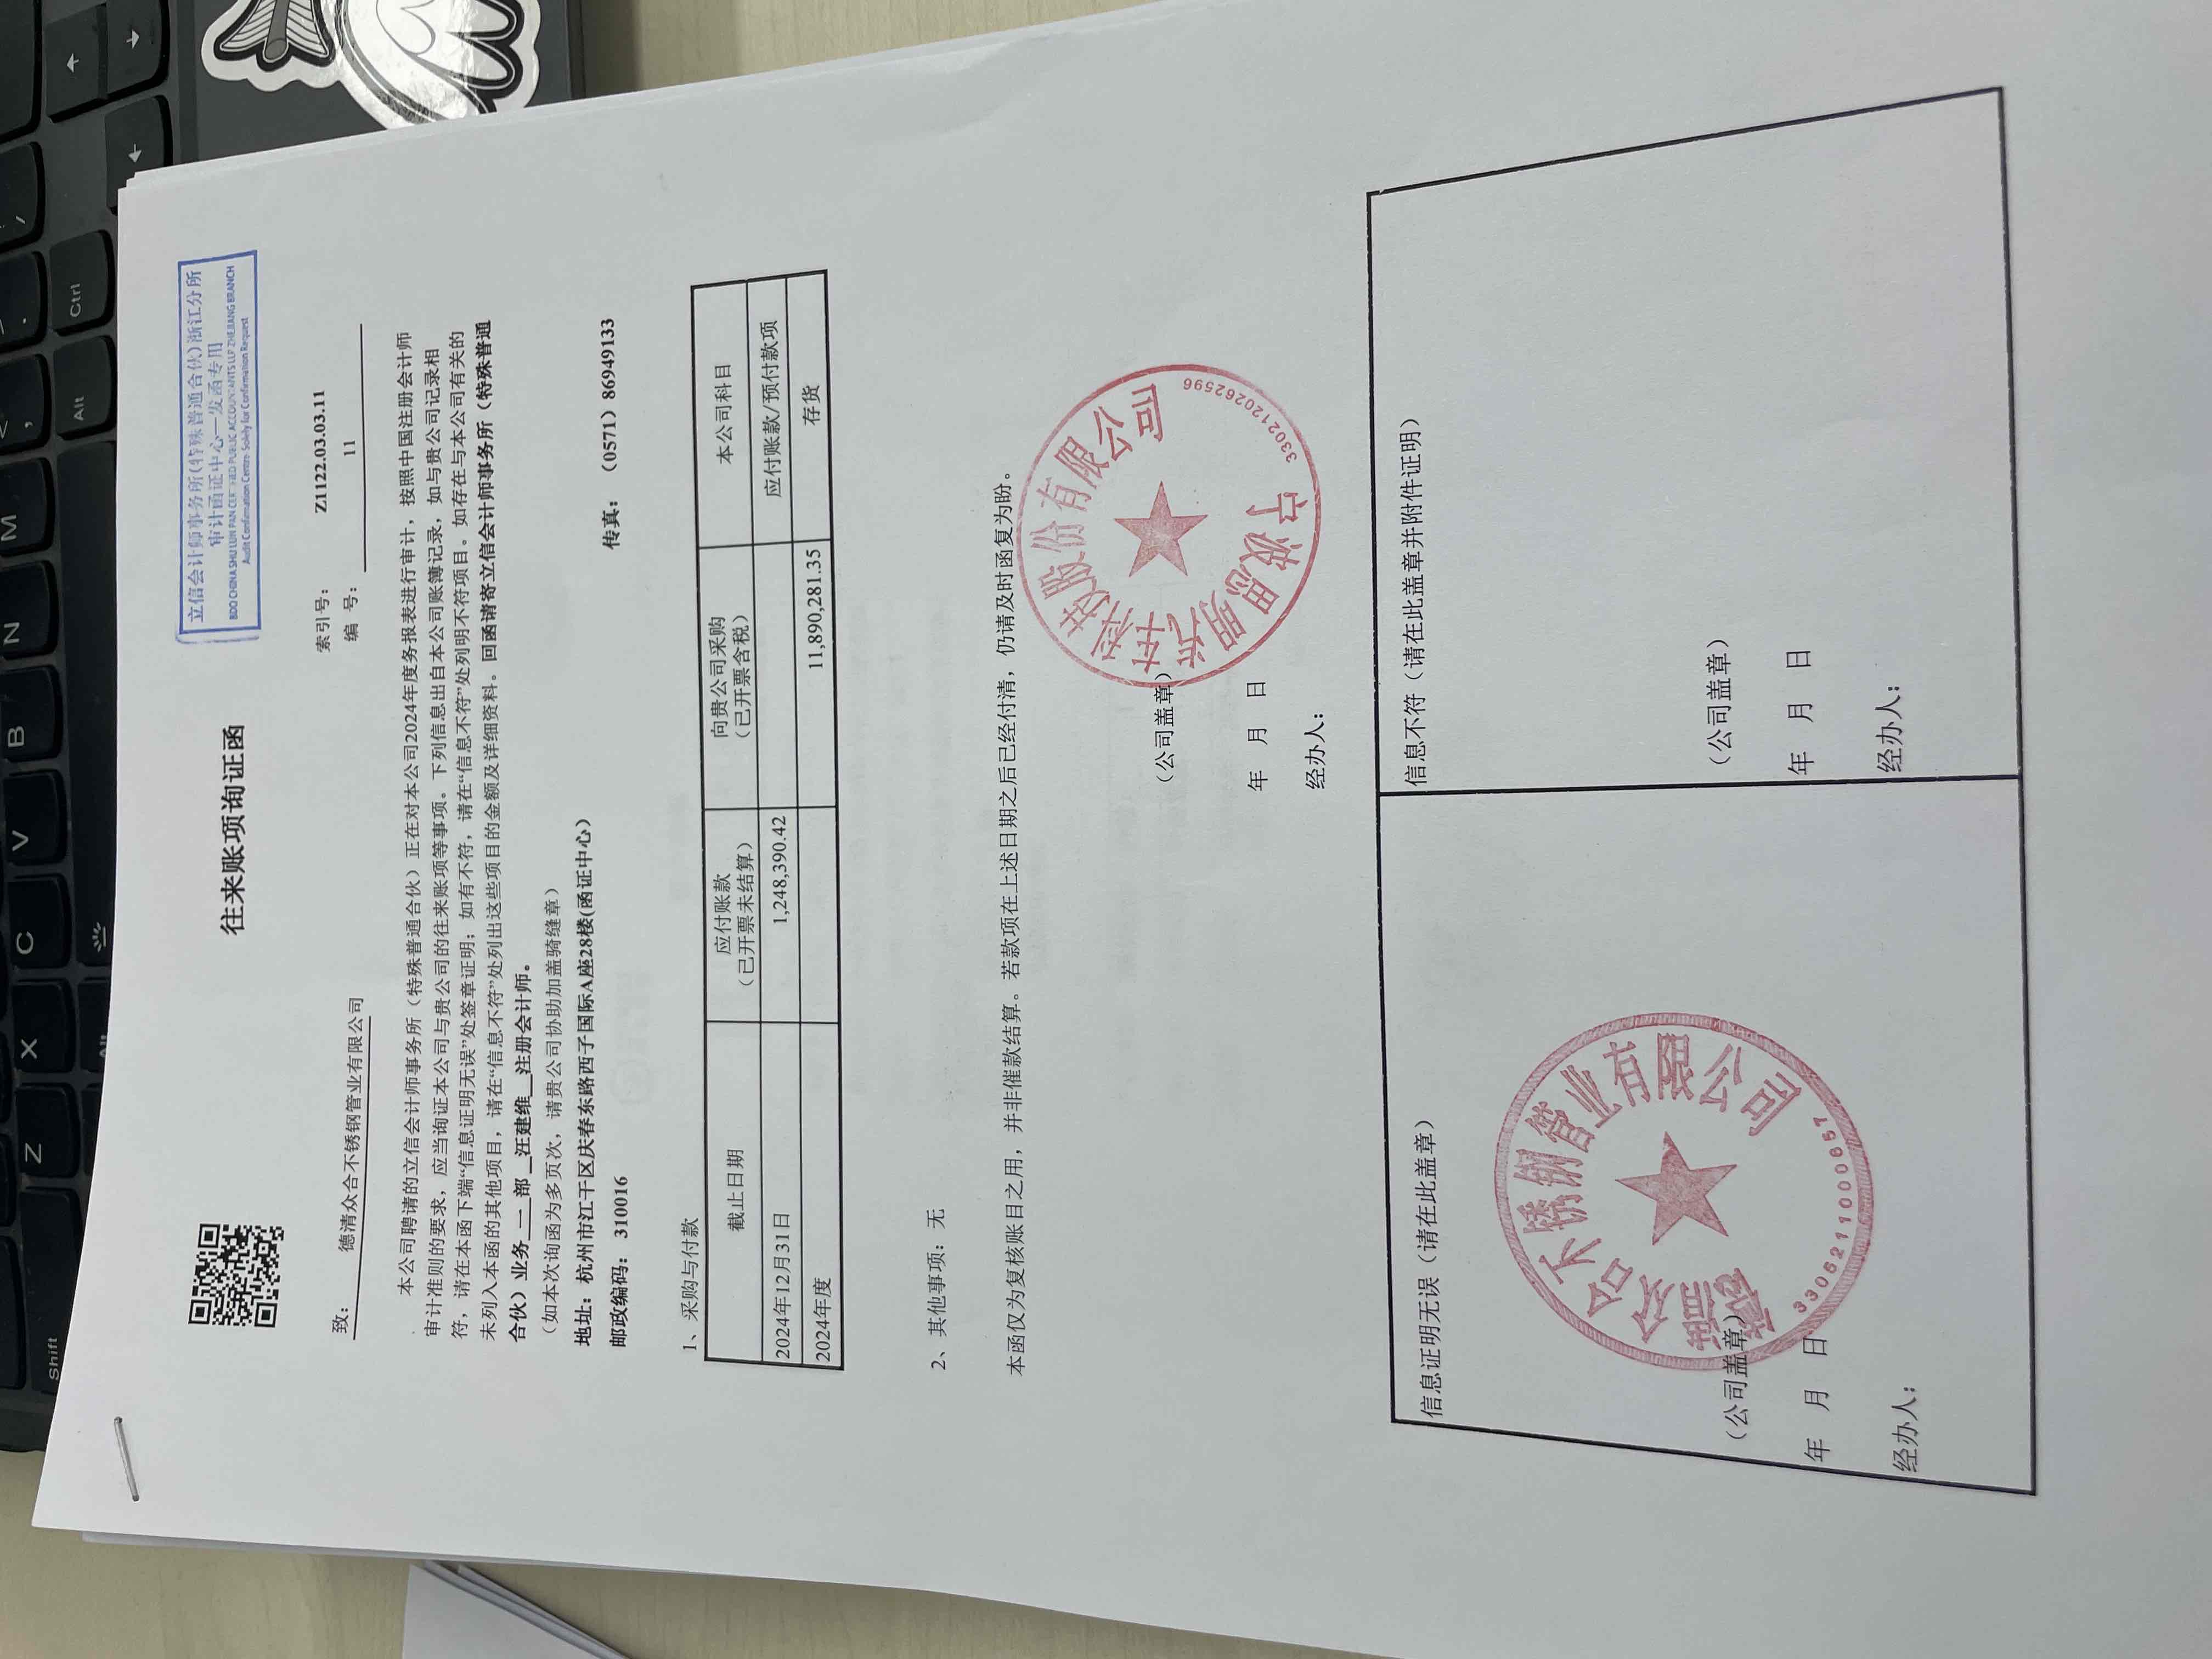 Shift
Z
X
C
V
B
N
M
Alt
Alt
Ctrl
立信会计师事务所(特殊普通合伙)浙江分所
审计函证中心—发函专用
BDO CHINA SHU LUN PAN CERTIFIED PUBLIC ACCOUNTANTS LLP ZHEJIANG BRANCH
Audit Confirmation Centre-Solely for Confirmation Request
往来账项询证函
索引号： Z1122.03.03.11
致： 德清众合不锈钢管业有限公司
编 号： 11
本公司聘请的立信会计师事务所（特殊普通合伙）正在对本公司2024年度务报表进行审计，按照中国注册会计师
审计准则的要求，应当询证本公司与贵公司的往来账项等事项。下列信息出自本公司账簿记录，如与贵公司记录相
符，请在本函下端“信息证明无误”处签章证明；如有不符，请在“信息不符”处列明不符项目。如存在与本公司有关的
未列入本函的其他项目，请在“信息不符”处列出这些项目的金额及详细资料。回函请寄立信会计师事务所（特殊普通
合伙）业务 一 部 汪建维 注册会计师。
（如本次询函为多页次，请贵公司协助加盖骑缝章）
地址：杭州市江干区庆春东路西子国际A座28楼(函证中心）
邮政编码： 310016 传真：（0571）86949133
1、采购与付款
截止日期 应付账款（已开票未结算） 向贵公司采购（已开票含税） 本公司科目
2024年12月31日 1,248,390.42 应付账款/预付款项
2024年度 11,890,281.35 存货
2、其他事项：无
本函仅为复核账目之用，并非催款结算。若款项在上述日期之后已经付清，仍请及时函复为盼。
（公司盖章）
年 月 日
经办人：
宁波思明汽车科技股份有限公司
3302120262596
信息证明无误（请在此盖章）
德清众合不锈钢管业有限公司
3305211000657
（公司盖章）
年 月 日
经办人：
信息不符（请在此盖章并附件证明）
（公司盖章）
年 月 日
经办人：